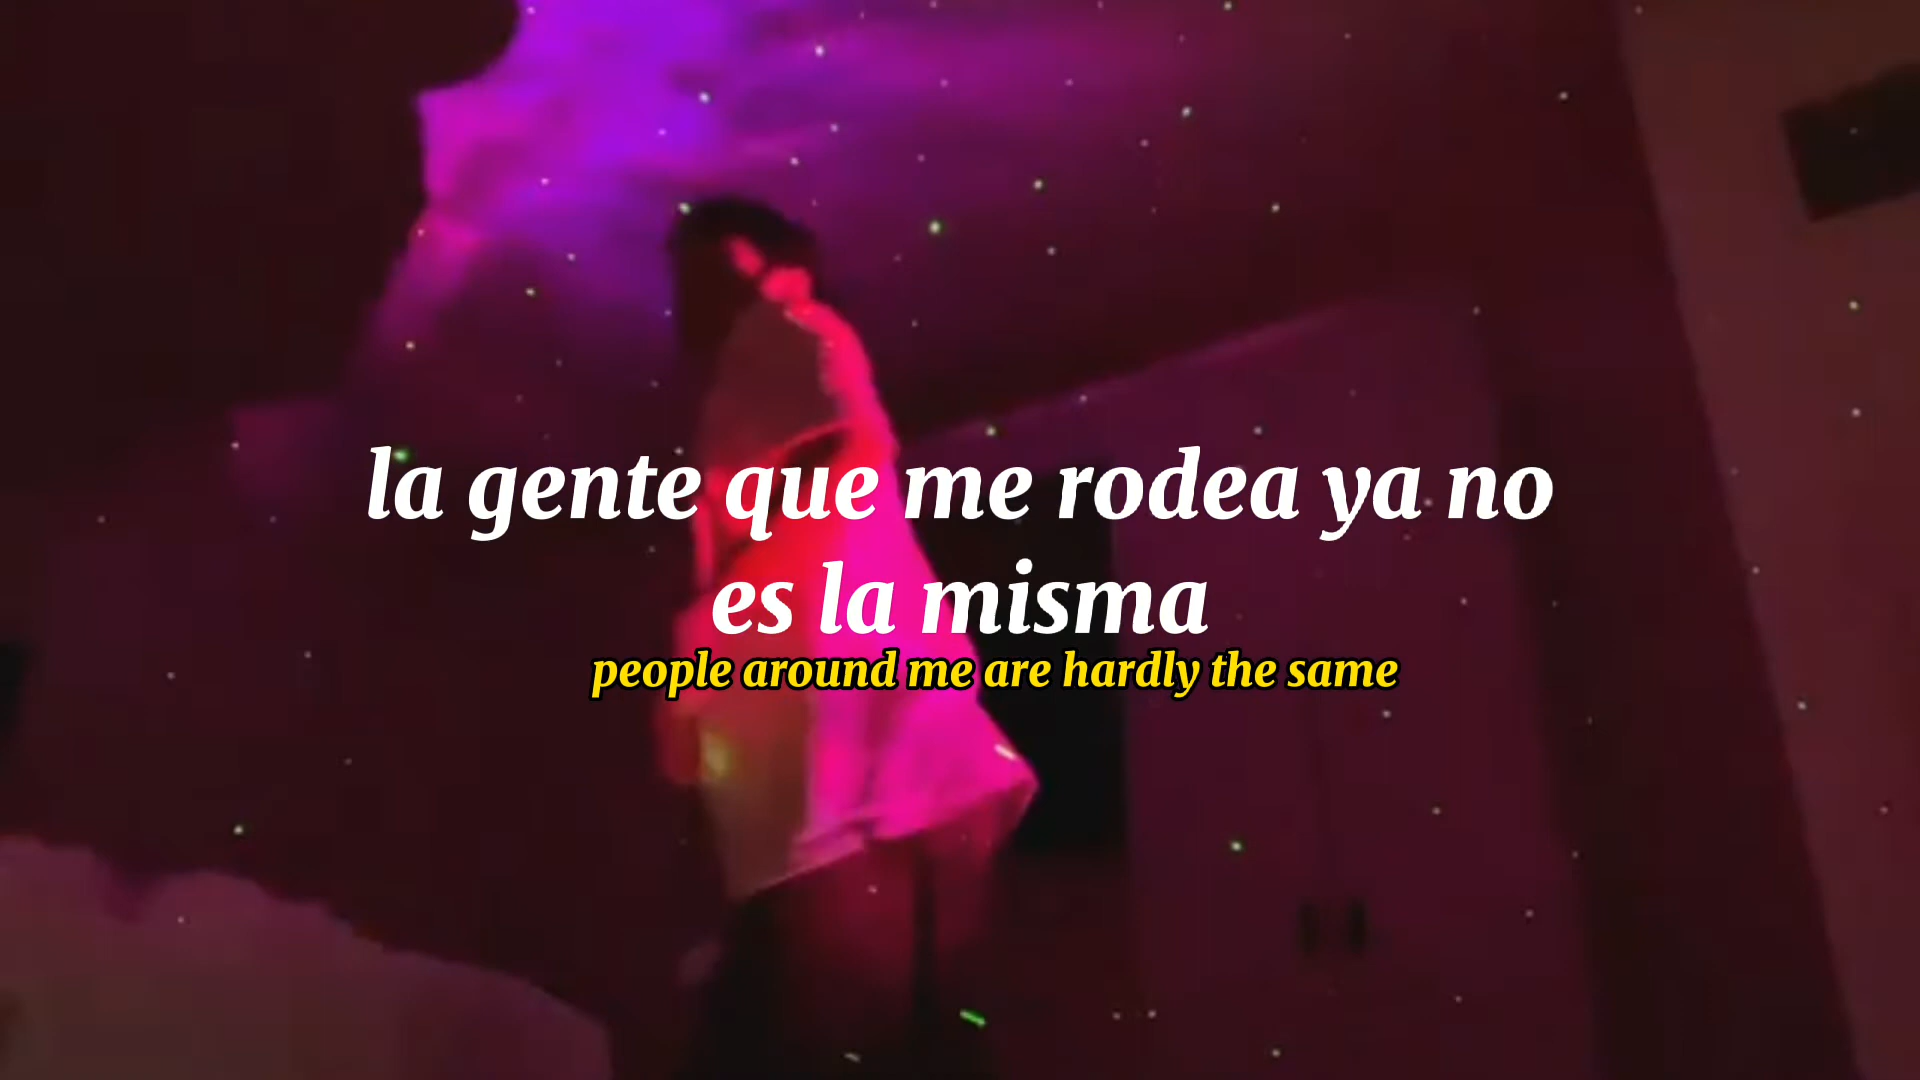 la gente que me rodea ya no
es la misma
people around me are hardly the same